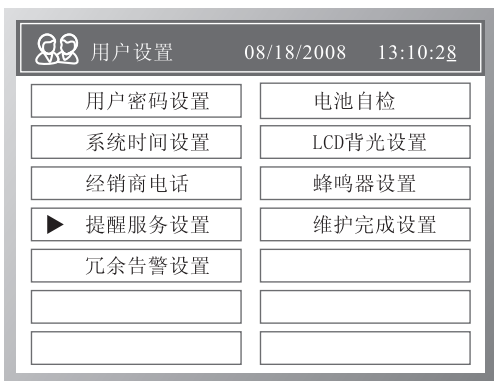 用户设置 08/18/2008 13:10:28
用户密码设置 电池自检
系统时间设置 LCD背光设置
经销商电话 蜂鸣器设置
提醒服务设置 维护完成设置
冗余告警设置